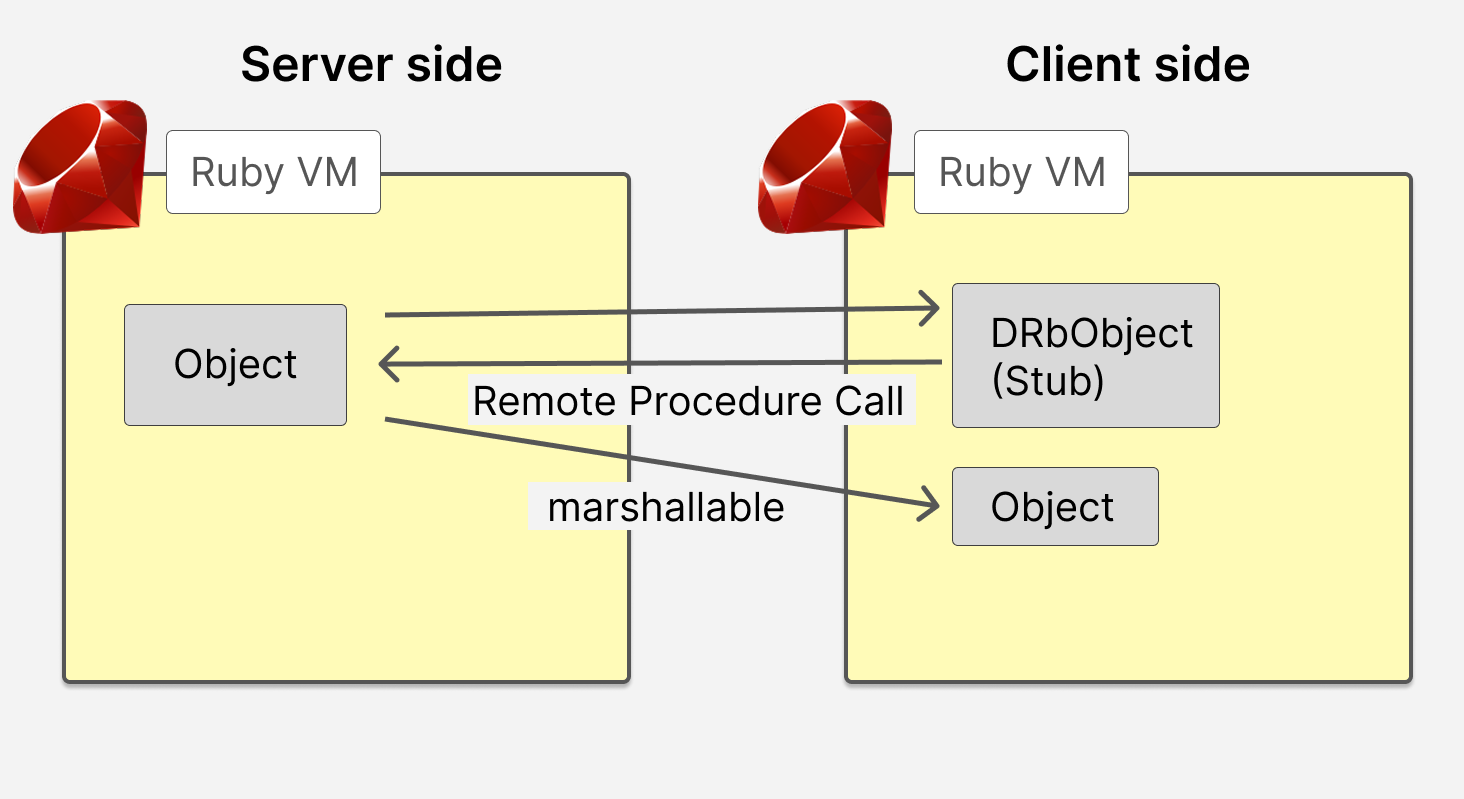 Server side
Client side
Ruby VM
Ruby VM
Object
DRbObject
(Stub)
Remote Procedure Call
marshallable
Object